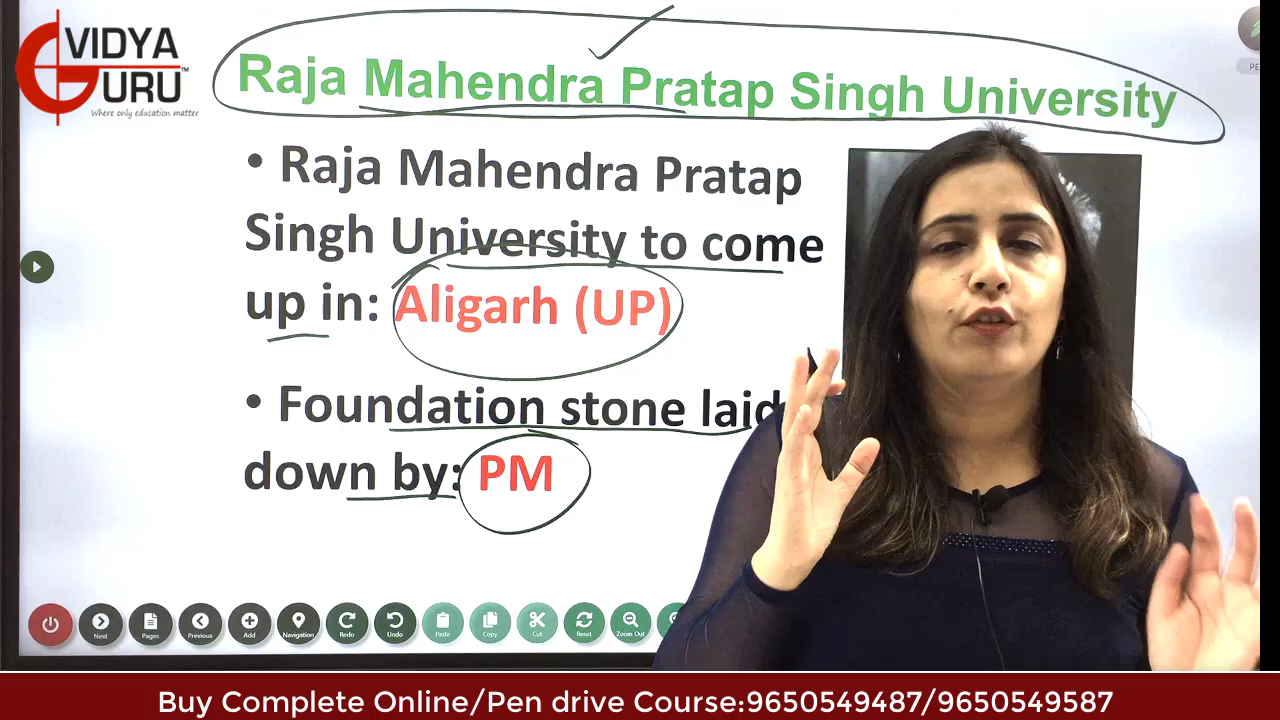 VIDYA
GURU™
Where only education matter
Raja Mahendra Pratap Singh University
• Raja Mahendra Pratap
Singh University to come
up in: Aligarh (UP)
• Foundation stone laid
down by: PM
PE
Next
Pages
Previous
Add
Navigation
Redo
Undo
Paste
Copy
Cut
Reset
Zoom Out
Buy Complete Online/Pen drive Course:9650549487/9650549587